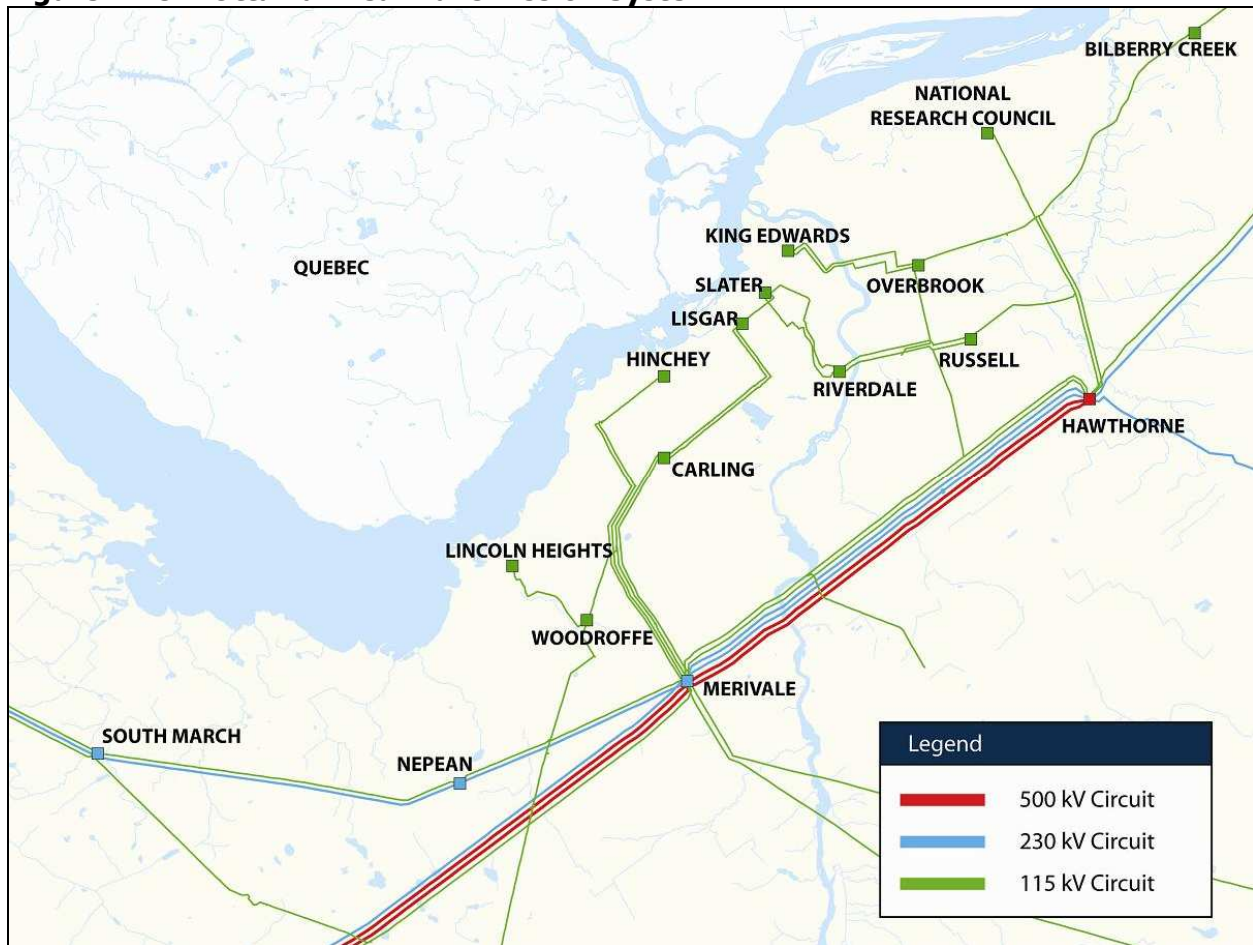 BILBERRY CREEK
NATIONAL
RESEARCH COUNCIL
KING EDWARDS
QUEBEC
OVERBROOK
SLATER
LISGAR
HINCHEY
RUSSELL
RIVERDALE
HAWTHORNE
CARLING
LINCOLN HEIGHTS
WOODROFFE
MERIVALE
SOUTH MARCH
NEPEAN
Legend
500 kV Circuit
230 kV Circuit
115 kV Circuit